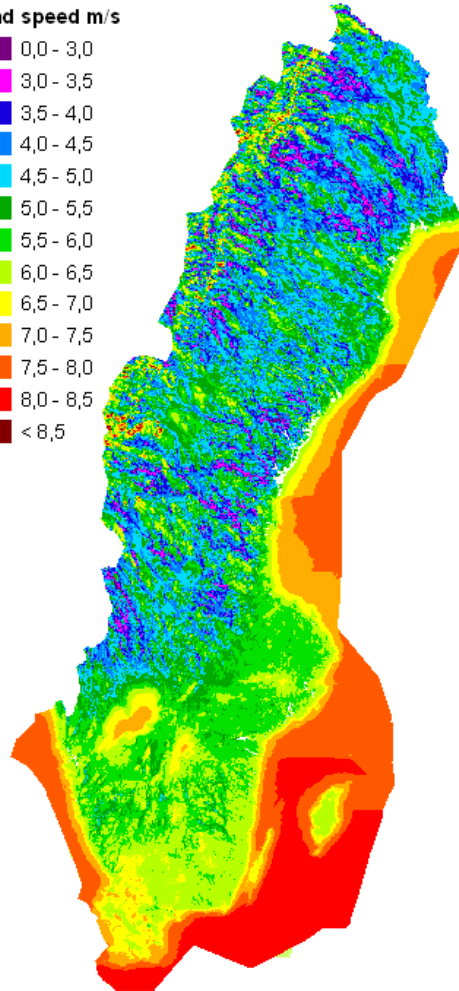 nd speed m/s
0,0 - 3,0
3,0 - 3,5
3,5 - 4,0
4,0 - 4,5
4,5 - 5,0
5,0 - 5,5
5,5 - 6,0
6,0 - 6,5
6,5 - 7,0
7,0 - 7,5
7,5 - 8,0
8,0 - 8,5
< 8,5